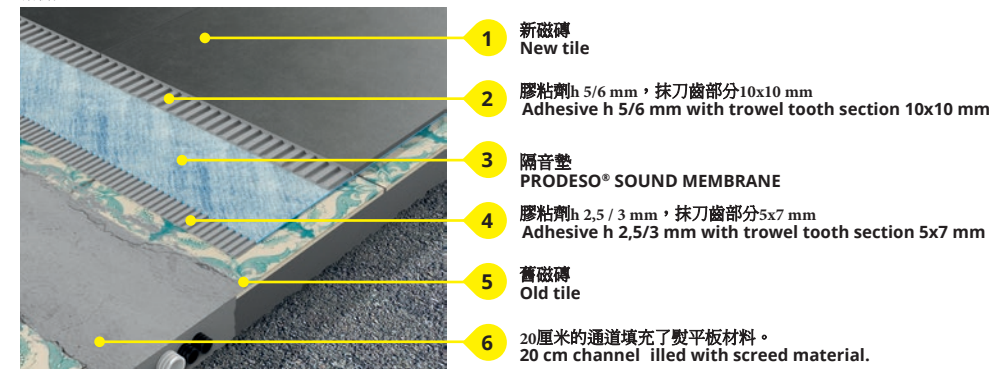 1
新磁磚
New tile
2
膠粘劑h 5/6 mm，抹刀齒部分10x10 mm
Adhesive h 5/6 mm with trowel tooth section 10x10 mm
3
隔音墊
PRODESO® SOUND MEMBRANE
4
膠粘劑h 2,5 / 3 mm，抹刀齒部分5x7 mm
Adhesive h 2,5/3 mm with trowel tooth section 5x7 mm
5
舊磁磚
Old tile
6
20厘米的通道填充了熨平板材料。
20 cm channel illed with screed material.